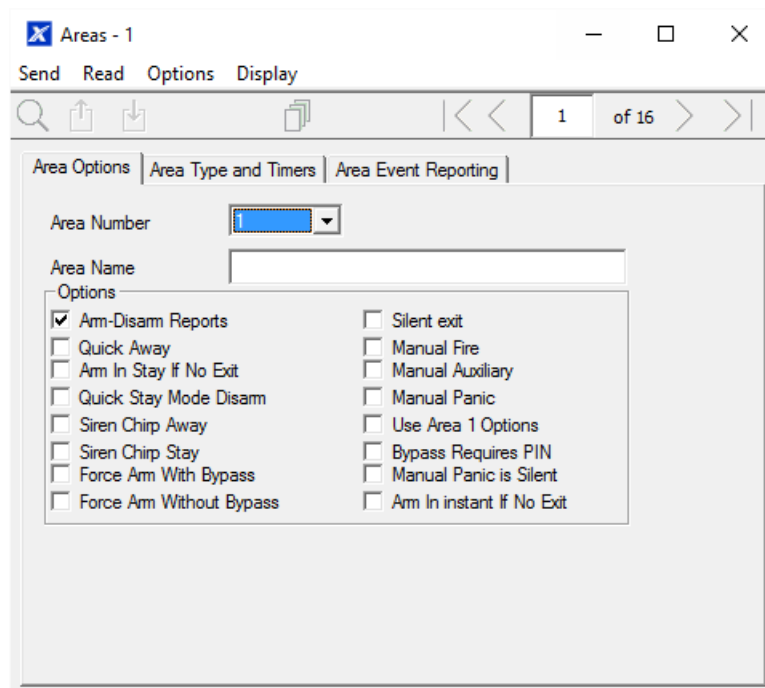 Areas - 1
Send Read Options Display
1 of 16
Area Options Area Type and Timers Area Event Reporting
Area Number 1
Area Name
Options
Arm-Disarm Reports Silent exit
Quick Away Manual Fire
Arm In Stay If No Exit Manual Auxiliary
Quick Stay Mode Disarm Manual Panic
Siren Chirp Away Use Area 1 Options
Siren Chirp Stay Bypass Requires PIN
Force Arm With Bypass Manual Panic is Silent
Force Arm Without Bypass Arm In instant If No Exit